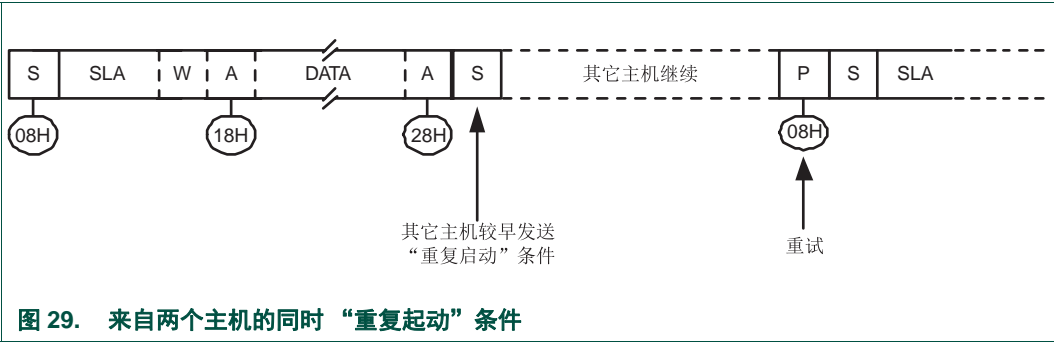 S SLA W A DATA A S 其它主机继续 P S SLA
08H 18H 28H 08H
其它主机较早发送 重试
“重复启动”条件
图 29. 来自两个主机的同时 “重复起动”条件